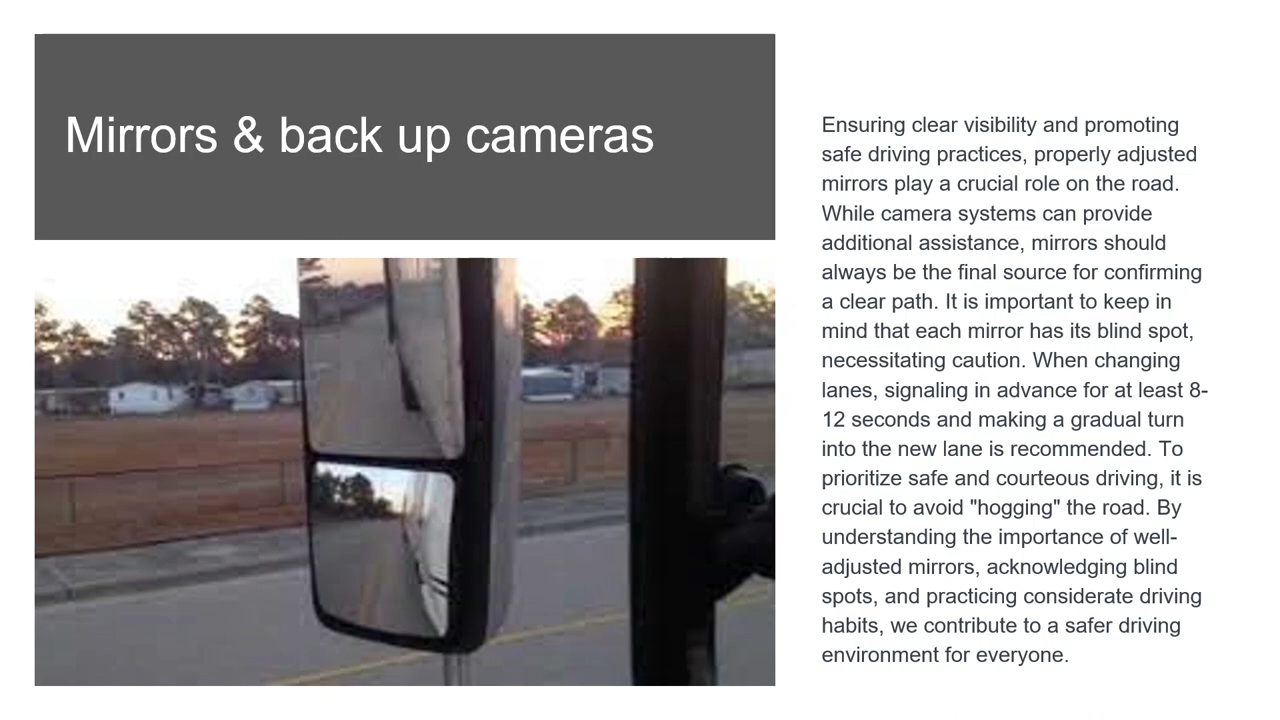 Mirrors & back up cameras
Ensuring clear visibility and promoting
safe driving practices, properly adjusted
mirrors play a crucial role on the road.
While camera systems can provide
additional assistance, mirrors should
always be the final source for confirming
a clear path. It is important to keep in
mind that each mirror has its blind spot,
necessitating caution. When changing
lanes, signaling in advance for at least 8-
12 seconds and making a gradual turn
into the new lane is recommended. To
prioritize safe and courteous driving, it is
crucial to avoid "hogging" the road. By
understanding the importance of well-
adjusted mirrors, acknowledging blind
spots, and practicing considerate driving
habits, we contribute to a safer driving
environment for everyone.